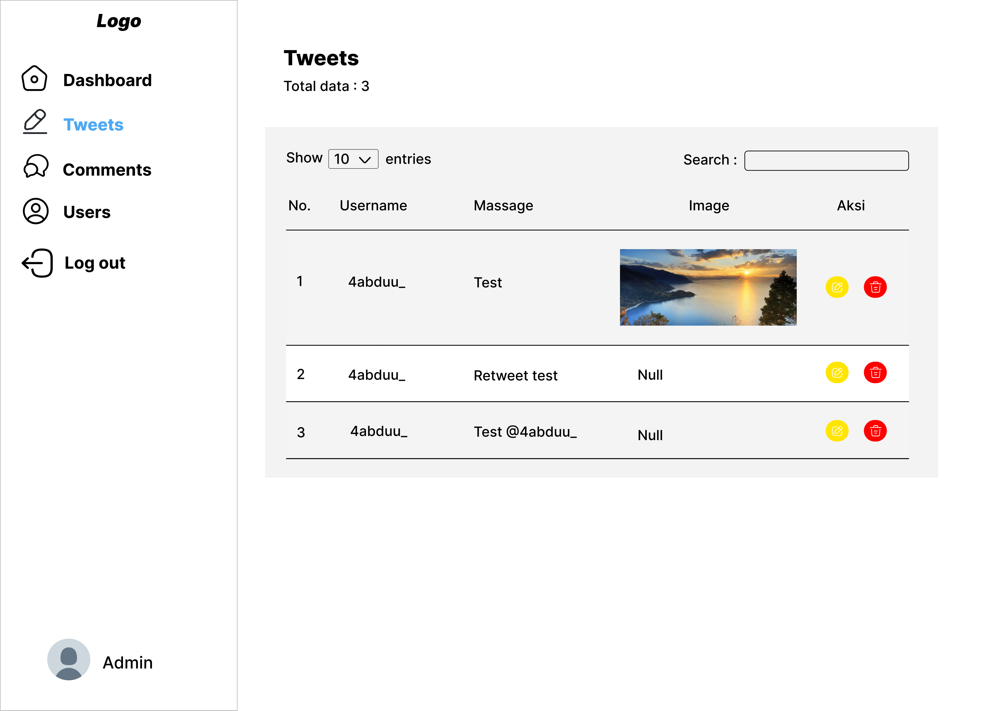 Logo
Dashboard
Tweets
Comments
Users
Log out
Admin
Tweets
Total data : 3
Show 10 entries
Search :
No. Username Massage Image Aksi
1 4abduu_ Test
2 4abduu_ Retweet test Null
3 4abduu_ Test @4abduu_ Null